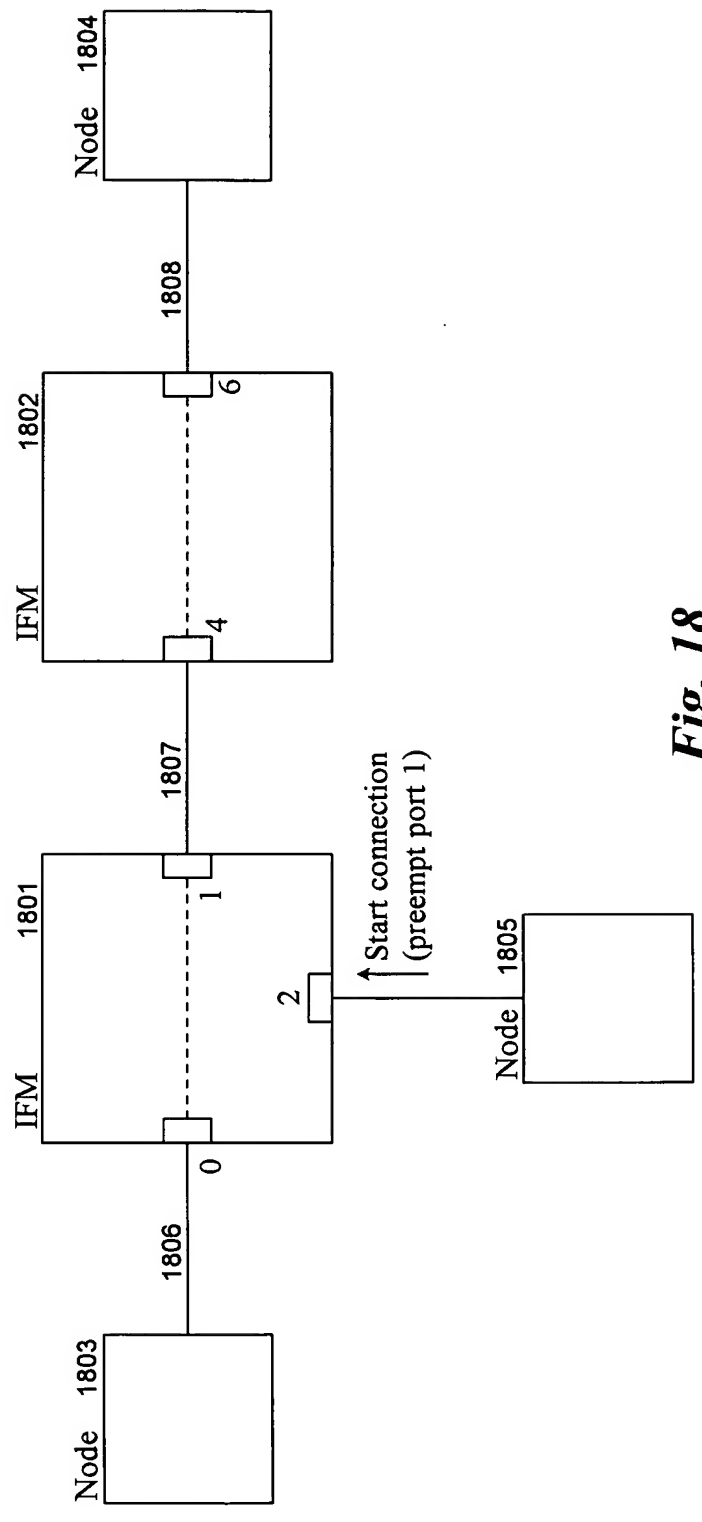 Node 1803
1806
0
IFM 1801
1
2
Start connection
(preempt port 1)
Node 1805
1807
IFM 1802
4
6
1808
Node 1804
Fig. 18